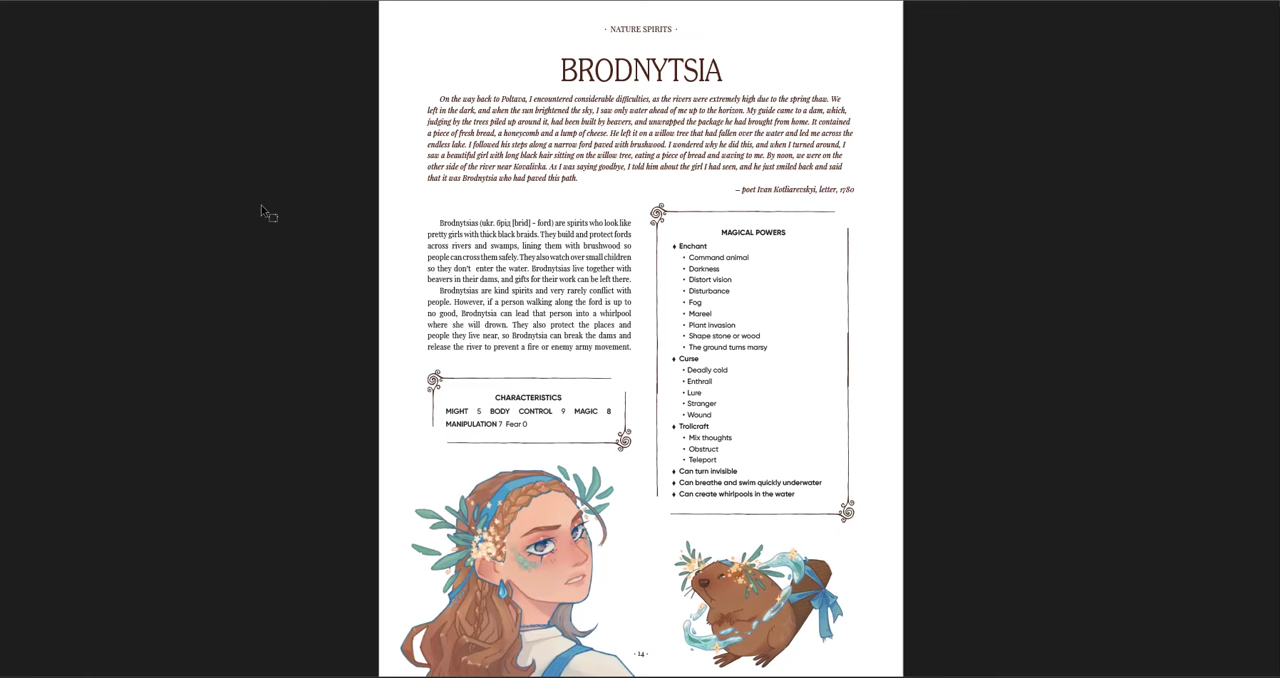 · NATURE SPIRITS ·
BRODNYTSIA
On the way back to Poltava, I encountered considerable difficulties, as the rivers were extremely high due to the spring thaw. We
left in the dark, and when the sun brightened the sky, I saw only water ahead of me up to the horizon. My guide came to a dam, which,
judging by the trees piled up around it, had been built by beavers, and unwrapped the package he had brought from home. It contained
a piece of fresh bread, a honeycomb and a lump of cheese. He left it on a willow tree that had fallen over the water and led me across the
endless lake. I followed his steps along a narrow ford paved with brushwood. I wondered why he did this, and when I turned around, I
saw a beautiful girl with long black hair sitting on the willow tree, eating a piece of bread and waving to me. By noon, we were on the
other side of the river near Kovalivka. As I was saying goodbye, I told him about the girl I had seen, and he just smiled back and said
that it was Brodnytsia who had paved this path.
– poet Ivan Kotliarevskyi, letter, 1780
Brodnytsias (ukr. брід [brid] - ford) are spirits who look like
pretty girls with thick black braids. They build and protect fords
across rivers and swamps, lining them with brushwood so
people can cross them safely. They also watch over small children
so they don't enter the water. Brodnytsias live together with
beavers in their dams, and gifts for their work can be left there.
Brodnytsias are kind spirits and very rarely conflict with
people. However, if a person walking along the ford is up to
no good, Brodnytsia can lead that person into a whirlpool
where she will drown. They also protect the places and
people they live near, so Brodnytsia can break the dams and
release the river to prevent a fire or enemy army movement.
CHARACTERISTICS
MIGHT 5 BODY CONTROL 9 MAGIC 8
MANIPULATION 7 Fear 0
MAGICAL POWERS
♦ Enchant
• Command animal
• Darkness
• Distort vision
• Disturbance
• Fog
• Mareel
• Plant invasion
• Shape stone or wood
• The ground turns marsy
♦ Curse
• Deadly cold
• Enthrall
• Lure
• Stranger
• Wound
♦ Trollcraft
• Mix thoughts
• Obstruct
• Teleport
♦ Can turn invisible
♦ Can breathe and swim quickly underwater
♦ Can create whirlpools in the water
· 14 ·